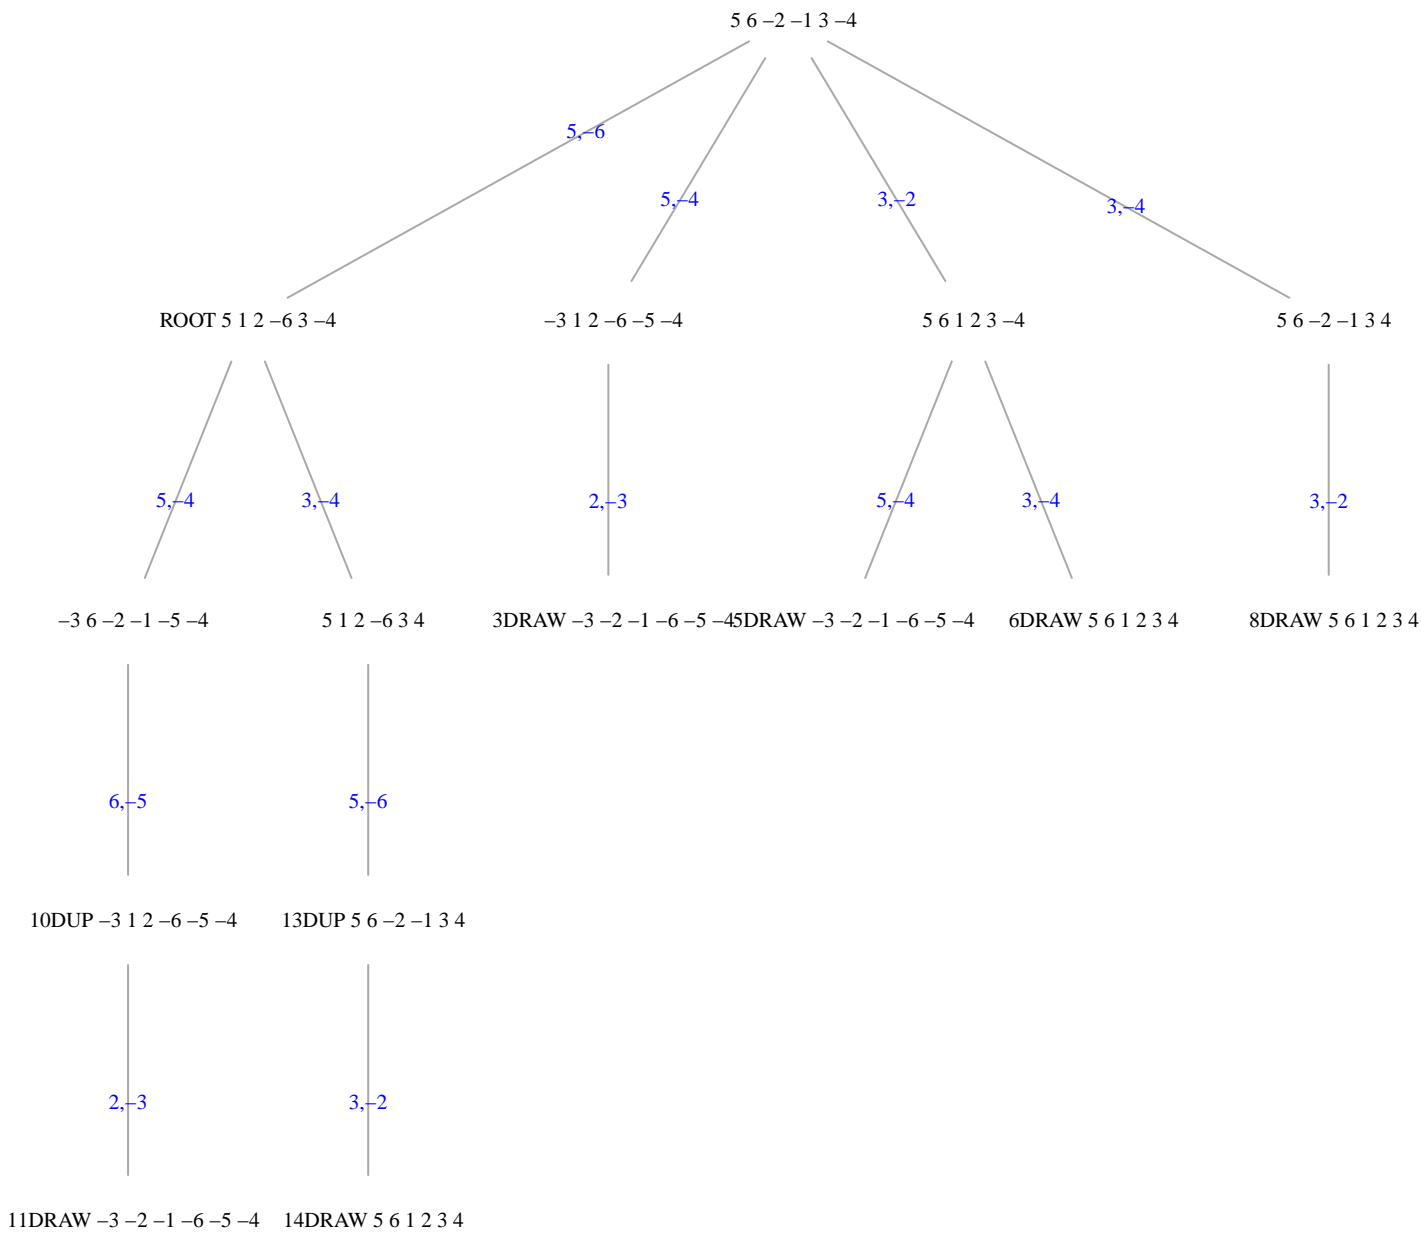 5 6 −2 −1 3 −4
5,−6
5,−4
3,−2
3,−4
ROOT 5 1 2 −6 3 −4
−3 1 2 −6 −5 −4
5 6 1 2 3 −4
5 6 −2 −1 3 4
5,−4
3,−4
2,−3
5,−4
3,−4
3,−2
−3 6 −2 −1 −5 −4
5 1 2 −6 3 4
3DRAW −3 −2 −1 −6 −5 −4
5DRAW −3 −2 −1 −6 −5 −4
6DRAW 5 6 1 2 3 4
8DRAW 5 6 1 2 3 4
6,−5
5,−6
10DUP −3 1 2 −6 −5 −4
13DUP 5 6 −2 −1 3 4
2,−3
3,−2
11DRAW −3 −2 −1 −6 −5 −4
14DRAW 5 6 1 2 3 4